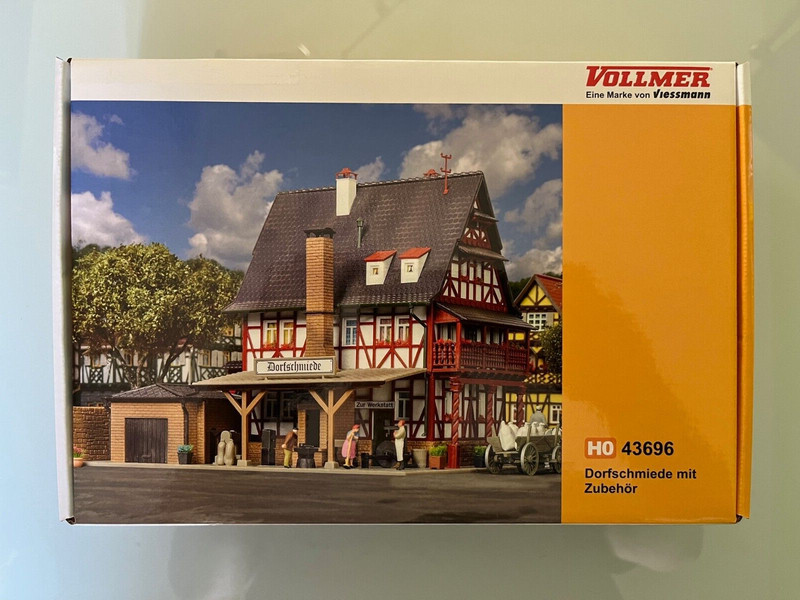 VOLLMER
Eine Marke von Viessmann
Dorfschmiede
Zur Werkstatt
H0 43696
Dorfschmiede mit
Zubehör